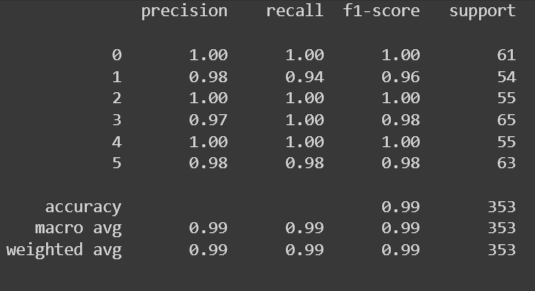 precision recall f1-score support
0 1.00 1.00 1.00 61
1 0.98 0.94 0.96 54
2 1.00 1.00 1.00 55
3 0.97 1.00 0.98 65
4 1.00 1.00 1.00 55
5 0.98 0.98 0.98 63
accuracy 0.99 353
macro avg 0.99 0.99 0.99 353
weighted avg 0.99 0.99 0.99 353